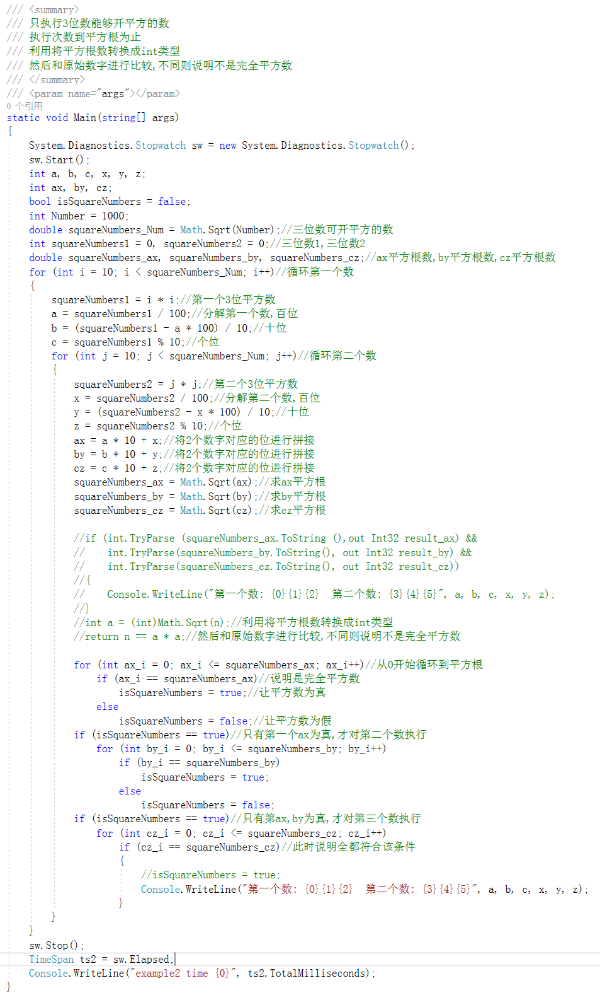 /// <summary>
/// 只执行3位数能够开平方的数
/// 执行次数到平方根为止
/// 利用将平方根数转换成int类型
/// 然后和原始数字进行比较,不同则说明不是完全平方数
/// </summary>
/// <param name="args"></param>
0 个引用
static void Main(string[] args)
{
    System.Diagnostics.Stopwatch sw = new System.Diagnostics.Stopwatch();
    sw.Start();
    int a, b, c, x, y, z;
    int ax, by, cz;
    bool isSquareNumbers = false;
    int Number = 1000;
    double squareNumbers_Num = Math.Sqrt(Number);//三位数可开平方的数
    int squareNumbers1 = 0, squareNumbers2 = 0;//三位数1,三位数2
    double squareNumbers_ax, squareNumbers_by, squareNumbers_cz;//ax平方根数,by平方根数,cz平方根数
    for (int i = 10; i < squareNumbers_Num; i++)//循环第一个数
    {
        squareNumbers1 = i * i;//第一个3位平方数
        a = squareNumbers1 / 100;//分解第一个数,百位
        b = (squareNumbers1 - a * 100) / 10;//十位
        c = squareNumbers1 % 10;//个位
        for (int j = 10; j < squareNumbers_Num; j++)//循环第二个数
        {
            squareNumbers2 = j * j;//第二个3位平方数
            x = squareNumbers2 / 100;//分解第二个数,百位
            y = (squareNumbers2 - x * 100) / 10;//十位
            z = squareNumbers2 % 10;//个位
            ax = a * 10 + x;//将2个数字对应的位进行拼接
            by = b * 10 + y;//将2个数字对应的位进行拼接
            cz = c * 10 + z;//将2个数字对应的位进行拼接
            squareNumbers_ax = Math.Sqrt(ax);//求ax平方根
            squareNumbers_by = Math.Sqrt(by);//求by平方根
            squareNumbers_cz = Math.Sqrt(cz);//求cz平方根

            //if (int.TryParse (squareNumbers_ax.ToString (),out Int32 result_ax) &&
            //    int.TryParse(squareNumbers_by.ToString(), out Int32 result_by) &&
            //    int.TryParse(squareNumbers_cz.ToString(), out Int32 result_cz))
            //{
            //    Console.WriteLine("第一个数: {0}{1}{2}  第二个数: {3}{4}{5}", a, b, c, x, y, z);
            //}
            //int a = (int)Math.Sqrt(n);//利用将平方根数转换成int类型
            //return n == a * a;//然后和原始数字进行比较,不同则说明不是完全平方数

            for (int ax_i = 0; ax_i <= squareNumbers_ax; ax_i++)//从0开始循环到平方根
                if (ax_i == squareNumbers_ax)//说明是完全平方数
                    isSquareNumbers = true;//让平方数为真
                else
                    isSquareNumbers = false;//让平方数为假
            if (isSquareNumbers == true)//只有第一个ax为真,才对第二个数执行
                for (int by_i = 0; by_i <= squareNumbers_by; by_i++)
                    if (by_i == squareNumbers_by)
                        isSquareNumbers = true;
                    else
                        isSquareNumbers = false;
            if (isSquareNumbers == true)//只有第ax,by为真,才对第三个数执行
                for (int cz_i = 0; cz_i <= squareNumbers_cz; cz_i++)
                    if (cz_i == squareNumbers_cz)//此时说明全都符合该条件
                    {
                        //isSquareNumbers = true;
                        Console.WriteLine("第一个数: {0}{1}{2}  第二个数: {3}{4}{5}", a, b, c, x, y, z);
                    }
        }
    }
    sw.Stop();
    TimeSpan ts2 = sw.Elapsed;
    Console.WriteLine("example2 time {0}", ts2.TotalMilliseconds);
}